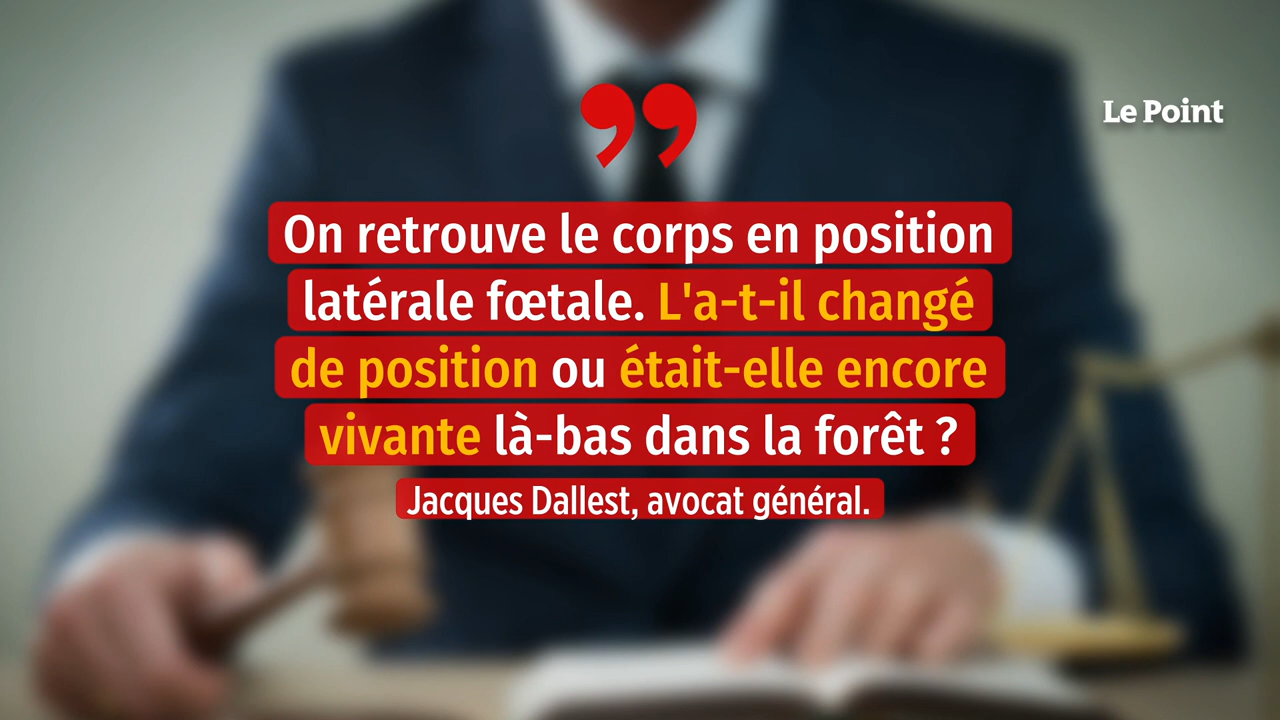 Le Point
”
On retrouve le corps en position
latérale fœtale. L'a-t-il changé
de position ou était-elle encore
vivante là-bas dans la forêt ?
Jacques Dallest, avocat général.